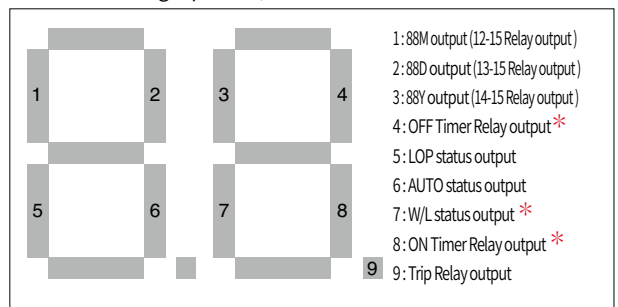 1 2 3 4
5 6 7 8
9
1:88M output (12-15 Relay output)
2:88D output (13-15 Relay output)
3:88Y output (14-15 Relay output)
4:OFF Timer Relay output*
5:LOP status output
6:AUTO status output
7:W/L status output *
8:ON Timer Relay output *
9:Trip Relay output